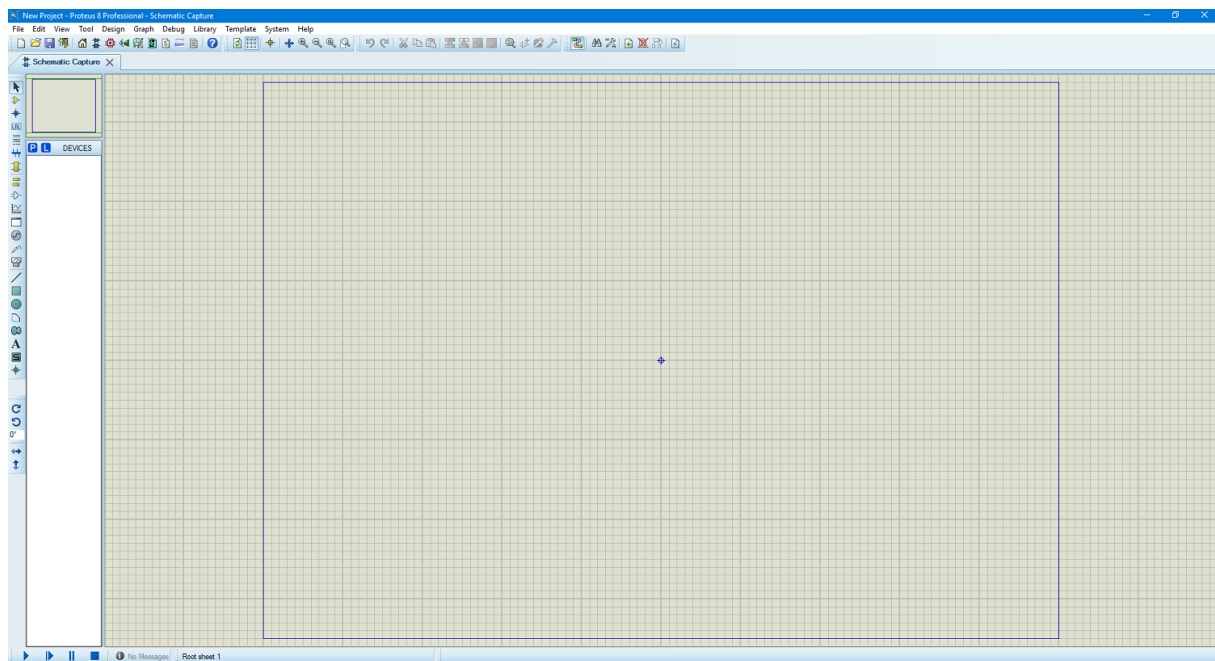 New Project - Proteus 8 Professional - Schematic Capture
File Edit View Tool Design Graph Debug Library Template System Help
Schematic Capture
LBL
P L DEVICES
A
S
0°
No Messages Root sheet 1